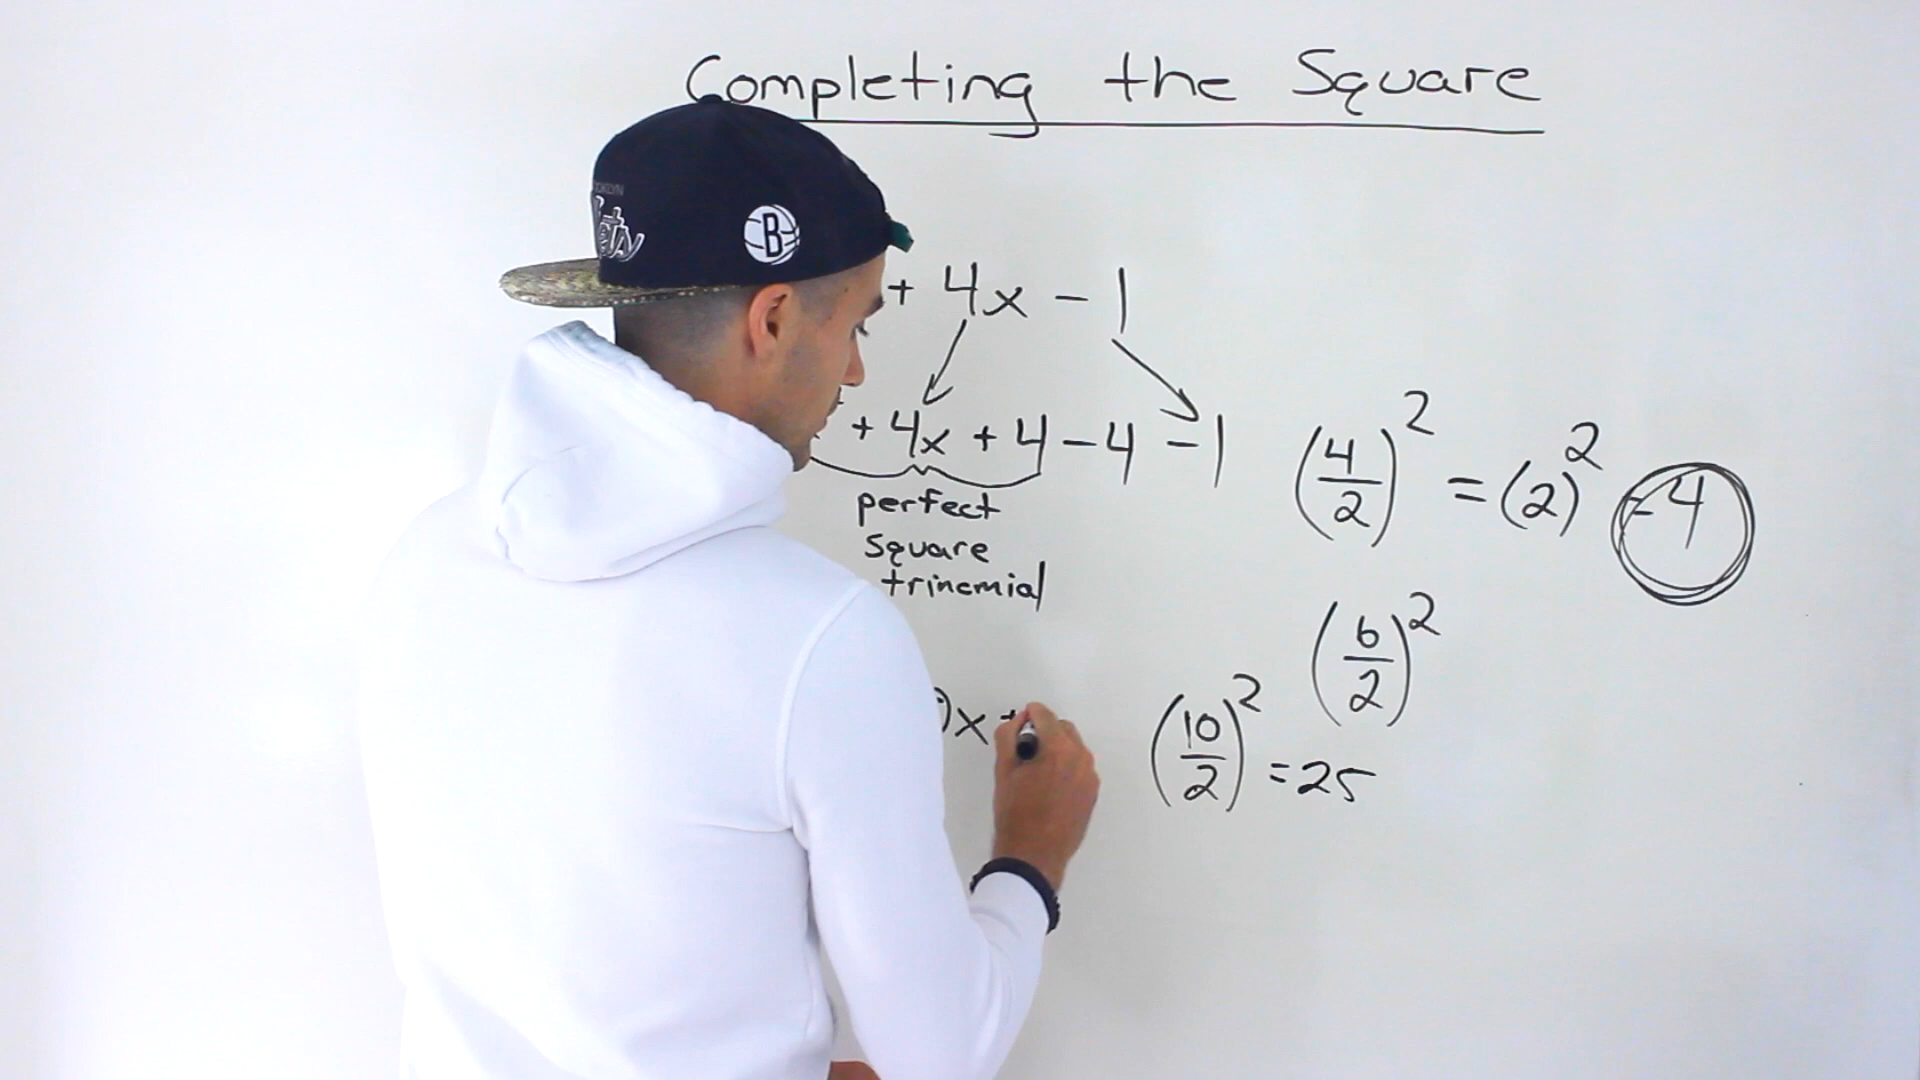 Completing the Square
+ 4x - 1
+ 4x + 4 - 4 - 1
(4/2)² = (2)² = 4
perfect
square
trinomial
(6/2)²
)x +
(10/2)² = 25
B